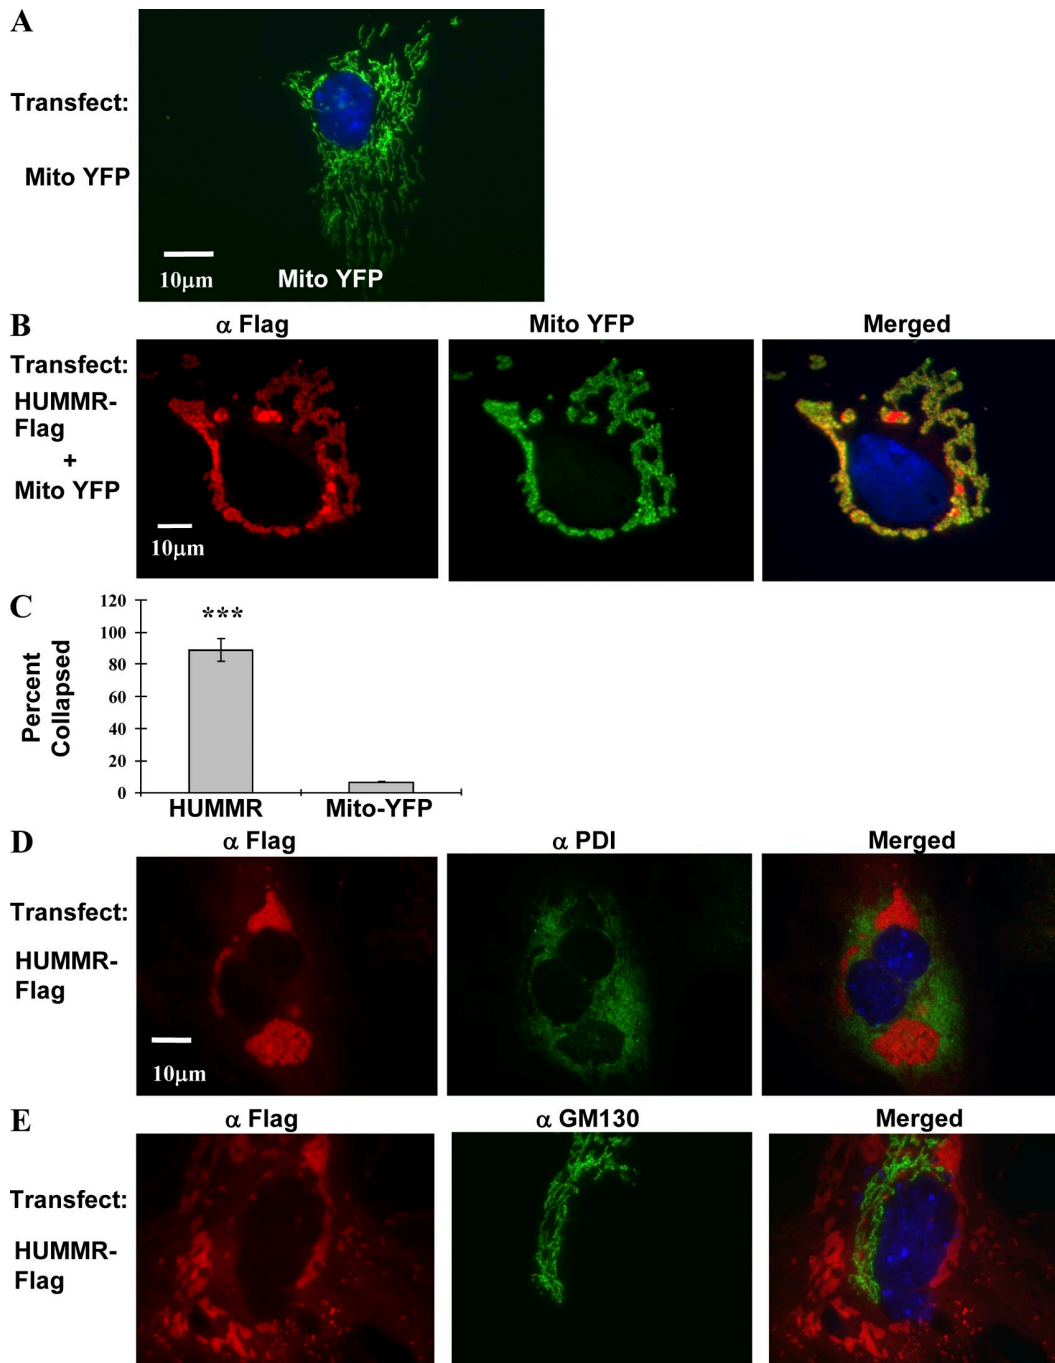 A
Transfect:
Mito YFP
10μm
Mito YFP
B
α Flag
Mito YFP
Merged
Transfect:
HUMMR-
Flag
+
Mito YFP
10μm
C
Percent
Collapsed
120
100
80
60
40
20
0
***
HUMMR
Mito-YFP
D
α Flag
α PDI
Merged
Transfect:
HUMMR-
Flag
10μm
E
α Flag
α GM130
Merged
Transfect:
HUMMR-
Flag